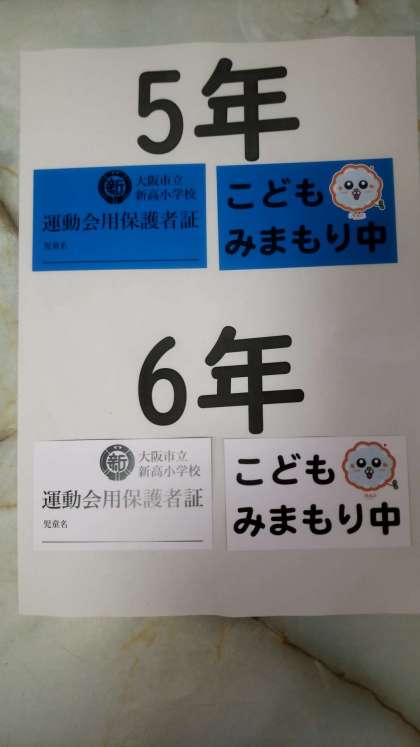 5年
新
大阪市立
新高小学校
運動会用保護者証
児童名
こども
みまもり中
6年
新
大阪市立
新高小学校
運動会用保護者証
児童名
こども
みまもり中